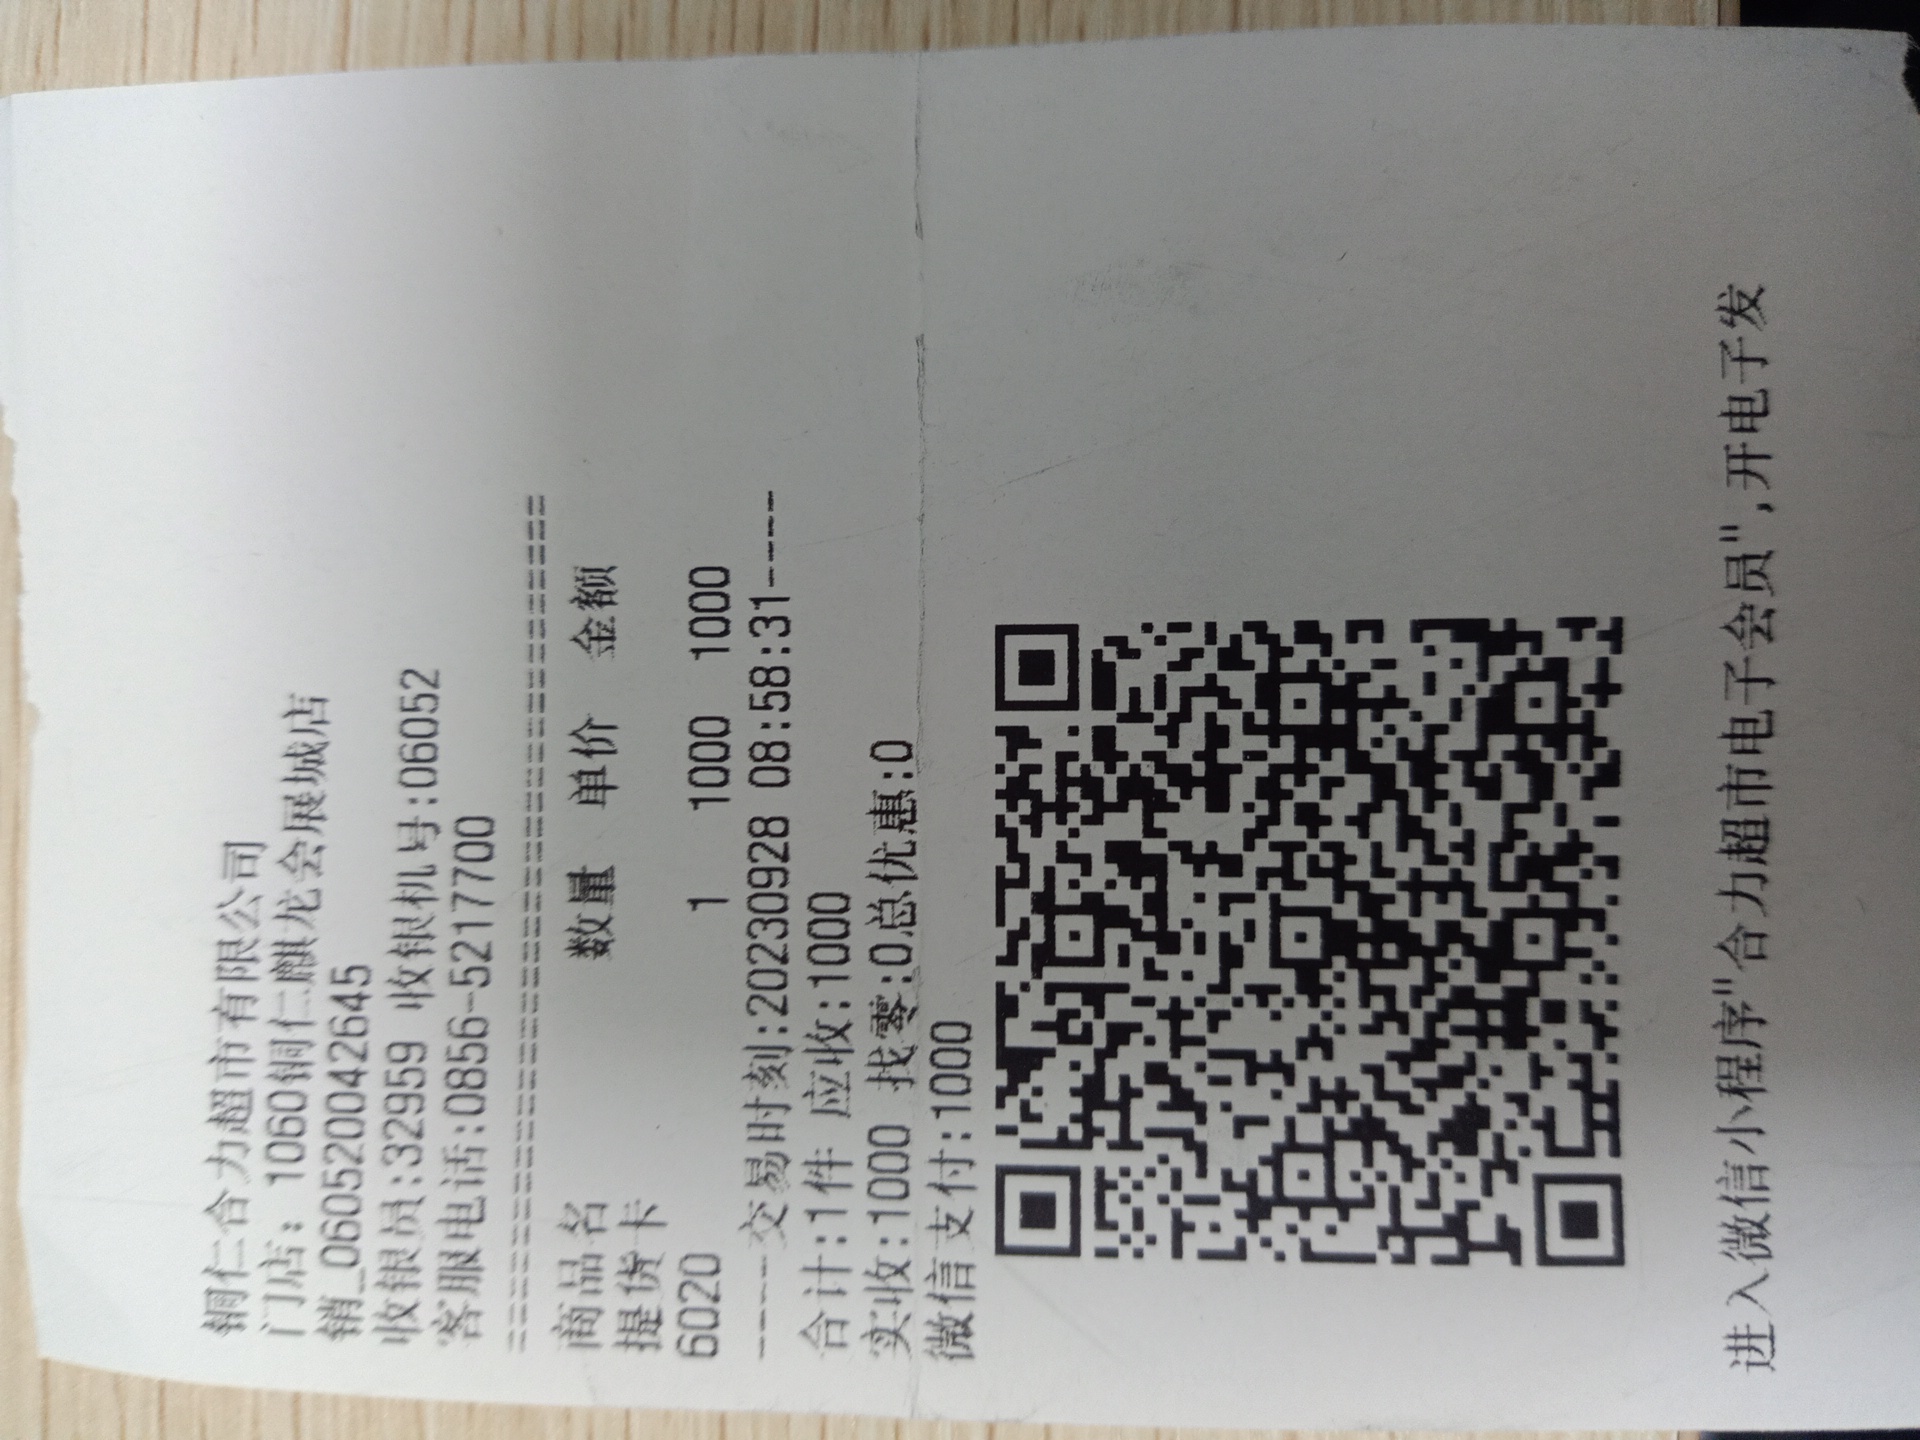 铜仁合力超市有限公司
门店: 1060铜仁麒龙会展城店
销_060520042645
收银员:32959 收银机号:06052
客服电话:0856-5217700
================================================
商品名 数量 单价 金额
提货卡
6020 1 1000 1000
-----交易时刻:20230928 08:58:31-----
合计:1件 应收:1000
实收:1000 找零:0总优惠:0
微信支付:1000
进入微信小程序"合力超市电子会员",开电子发